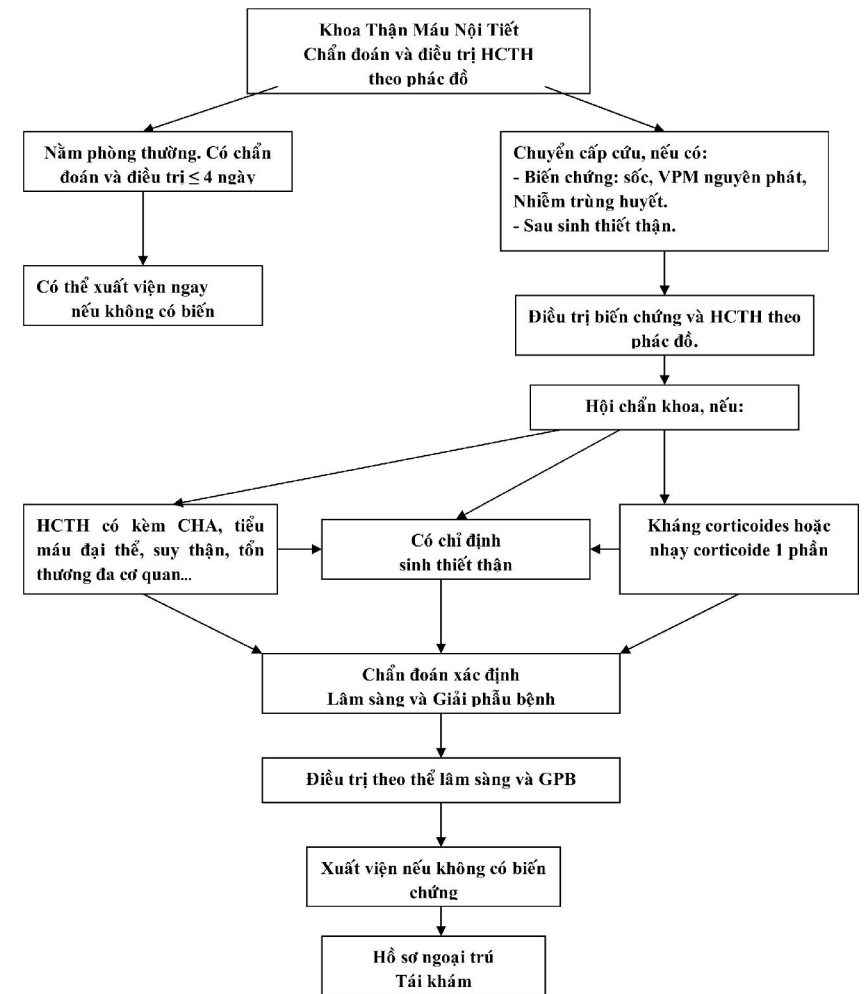 Khoa Thận Máu Nội Tiết
Chẩn đoán và điều trị HCTH
theo phác đồ
Nằm phòng thường. Có chẩn
đoán và điều trị ≤ 4 ngày
Chuyển cấp cứu, nếu có:
- Biến chứng: sốc, VPM nguyên phát,
Nhiễm trùng huyết.
- Sau sinh thiết thận.
Có thể xuất viện ngay
nếu không có biến
Điều trị biến chứng và HCTH theo
phác đồ.
Hội chẩn khoa, nếu:
HCTH có kèm CHA, tiểu
máu đại thể, suy thận, tổn
thương đa cơ quan...
Có chỉ định
sinh thiết thận
Kháng corticoides hoặc
nhạy corticoide 1 phần
Chẩn đoán xác định
Lâm sàng và Giải phẫu bệnh
Điều trị theo thể lâm sàng và GPB
Xuất viện nếu không có biến
chứng
Hồ sơ ngoại trú
Tái khám